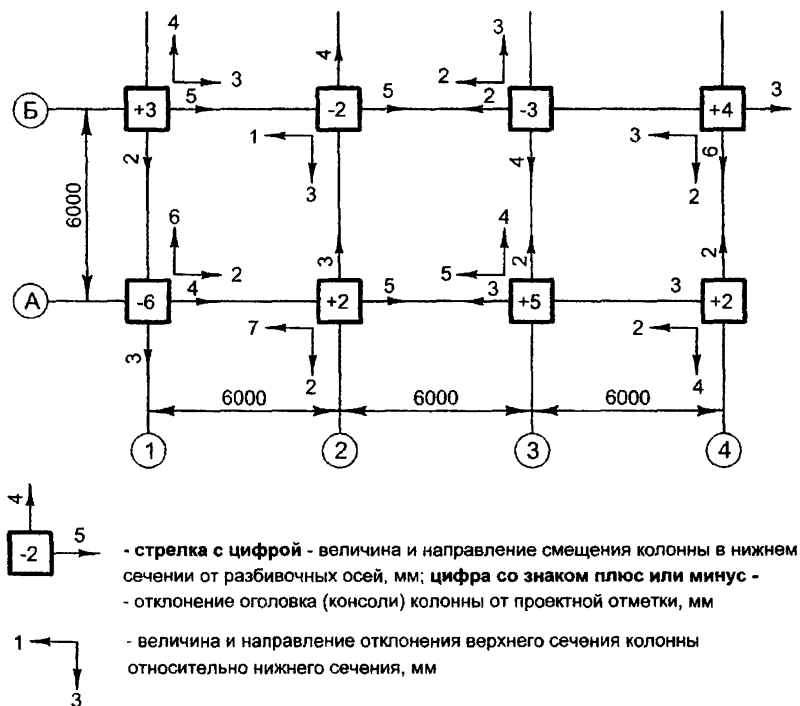 4 3
3 5 4 2 3 3
Б +3 -2 5 2 -3 +4
2 1 3 4 3 6 2
6000
6 4
2 3 5 2 2
А -6 4 +2 5 3 +5 3 +2
3 7 2 2 4
6000 6000 6000
1 2 3 4
4
5
-2
- стрелка с цифрой - величина и направление смещения колонны в нижнем
сечении от разбивочных осей, мм; цифра со знаком плюс или минус -
- отклонение оголовка (консоли) колонны от проектной отметки, мм
1
3
- величина и направление отклонения верхнего сечения колонны
относительно нижнего сечения, мм